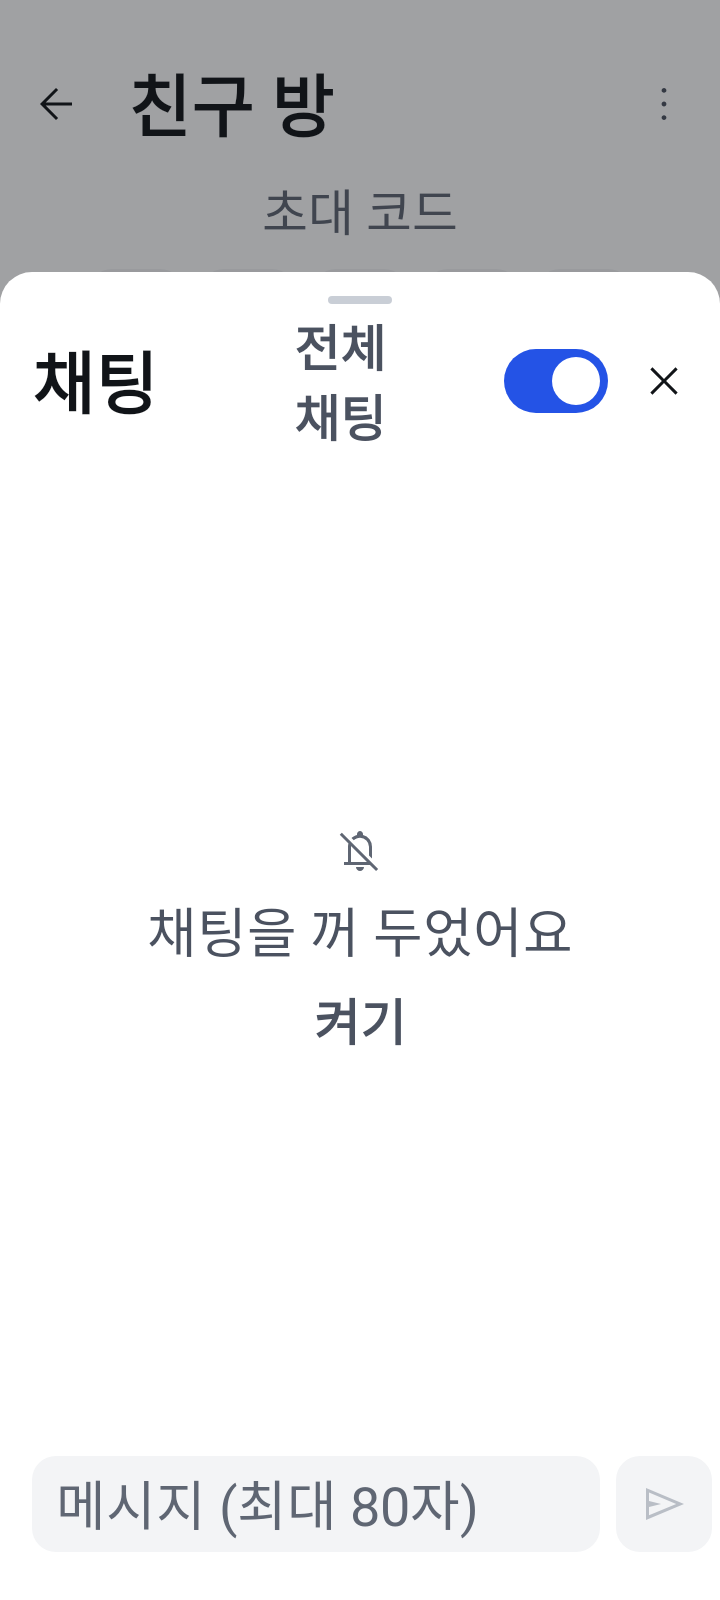 친구 방
초대 코드
채팅
전체
채팅
채팅을 꺼 두었어요
켜기
메시지 (최대 80자)